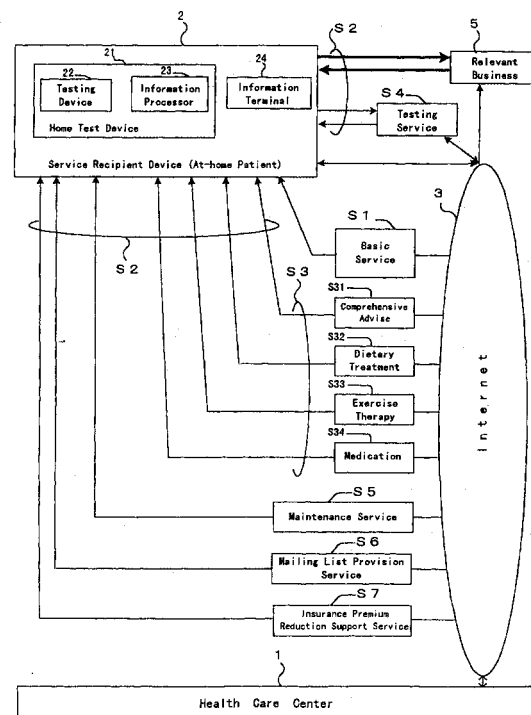 2
S 2
5
21
22
Testing
Device
23
Information
Processor
24
Information
Terminal
Home Test Device
Service Recipient Device (At-home Patient)
Relevant
Business
S 4
Testing
Service
3
S 2
S 1
Basic
Service
S 3
S31
Comprehensive
Advise
S32
Dietary
Treatment
S33
Exercise
Therapy
S34
Medication
Internet
S 5
Maintenance Service
S 6
Mailing List Provision
Service
S 7
Insurance Premium
Reduction Support Service
1
Health Care Center